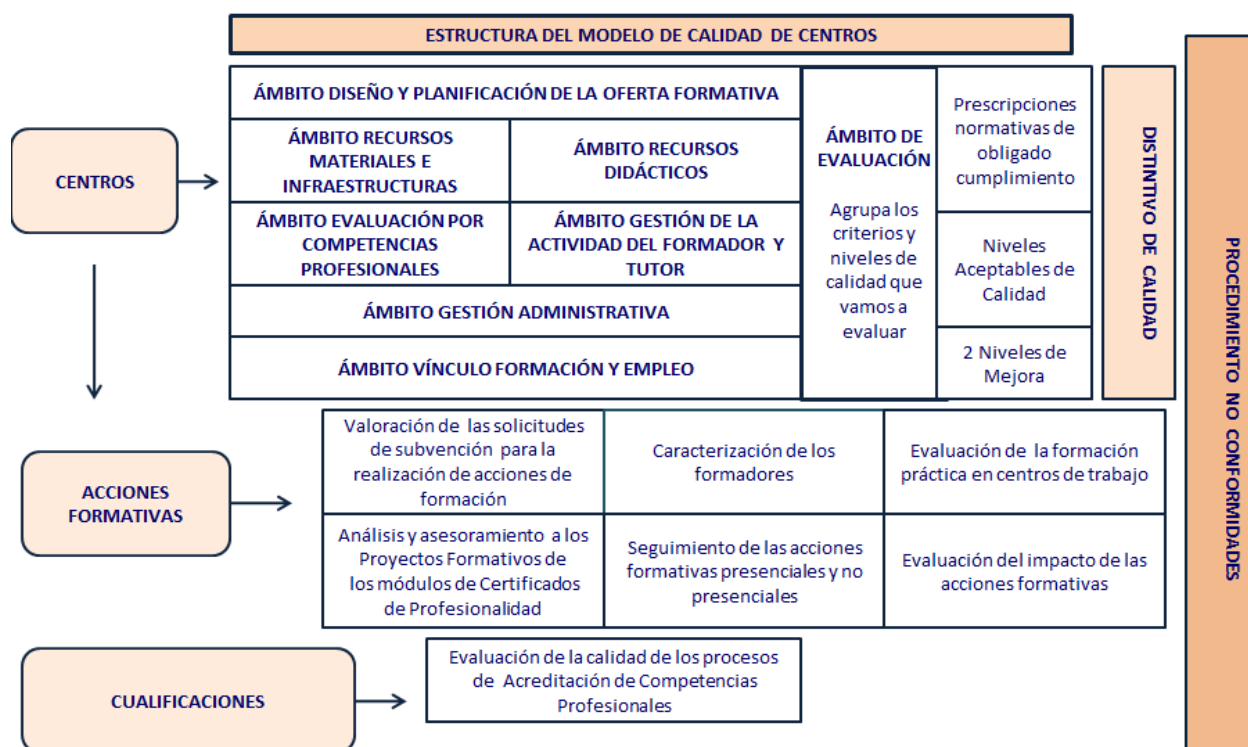 ESTRUCTURA DEL MODELO DE CALIDAD DE CENTROS
CENTROS
ÁMBITO DISEÑO Y PLANIFICACIÓN DE LA OFERTA FORMATIVA
ÁMBITO RECURSOS
MATERIALES E
INFRAESTRUCTURAS
ÁMBITO RECURSOS
DIDÁCTICOS
ÁMBITO EVALUACIÓN POR
COMPETENCIAS
PROFESIONALES
ÁMBITO GESTIÓN DE LA
ACTIVIDAD DEL FORMADOR Y
TUTOR
ÁMBITO GESTIÓN ADMINISTRATIVA
ÁMBITO VÍNCULO FORMACIÓN Y EMPLEO
ÁMBITO DE
EVALUACIÓN
Agrupa los
criterios y
niveles de
calidad que
vamos a
evaluar
Prescripciones
normativas de
obligado
cumplimiento
Niveles
Aceptables de
Calidad
2 Niveles de
Mejora
DISTINTIVO DE CALIDAD
PROCEDIMIENTO NO CONFORMIDADES
ACCIONES
FORMATIVAS
Valoración de las solicitudes
de subvención para la
realización de acciones de
formación
Caracterización de los
formadores
Evaluación de la formación
práctica en centros de trabajo
Análisis y asesoramiento a los
Proyectos Formativos de
los módulos de Certificados
de Profesionalidad
Seguimiento de las acciones
formativas presenciales y no
presenciales
Evaluación del impacto de las
acciones formativas
CUALIFICACIONES
Evaluación de la calidad de los procesos
de Acreditación de Competencias
Profesionales